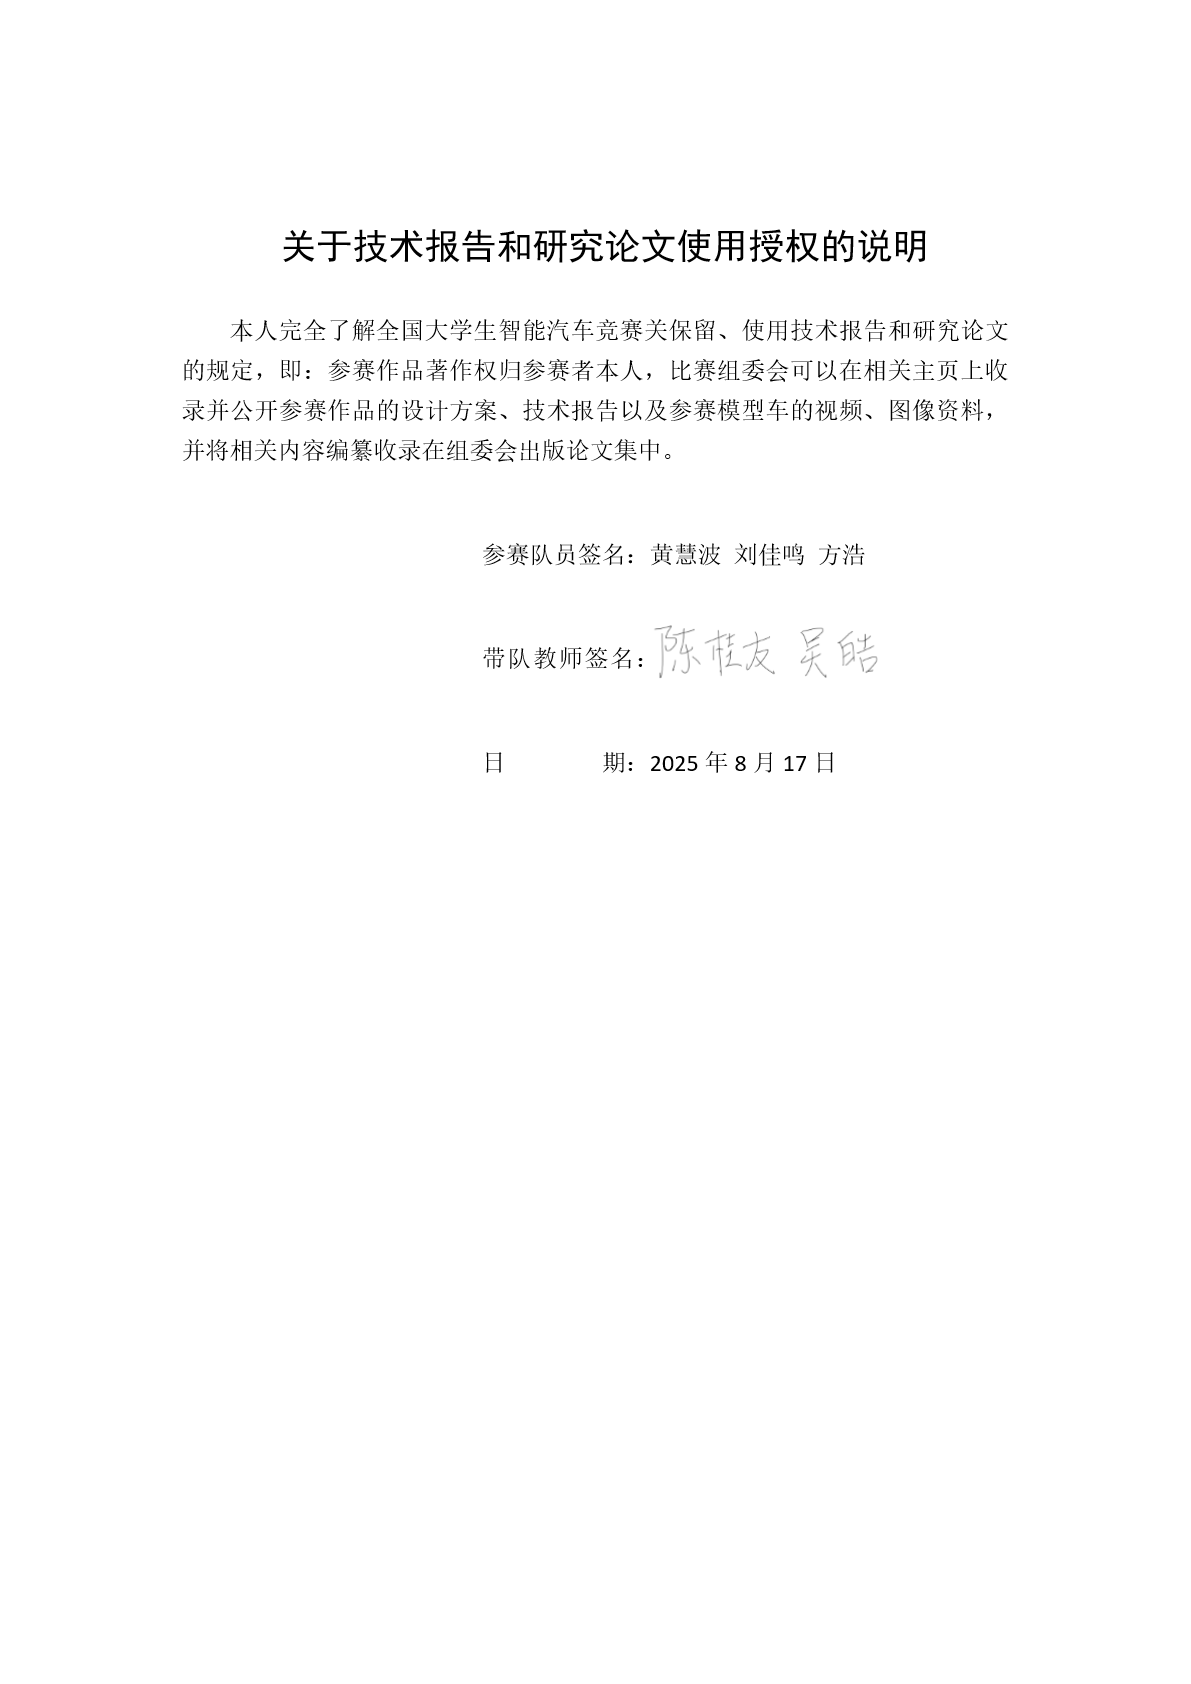 关于技术报告和研究论文使用授权的说明
本人完全了解全国大学生智能汽车竞赛关保留、使用技术报告和研究论文
的规定，即：参赛作品著作权归参赛者本人，比赛组委会可以在相关主页上收
录并公开参赛作品的设计方案、技术报告以及参赛模型车的视频、图像资料，
并将相关内容编纂收录在组委会出版论文集中。
参赛队员签名：黄慧波 刘佳鸣 方浩
带队教师签名：陈桂友 吴皓
日 期：2025 年 8 月 17 日